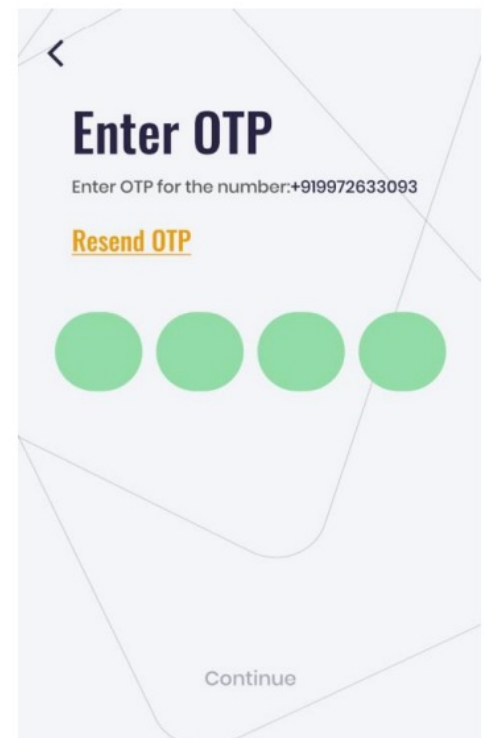 Enter OTP
Enter OTP for the number:+919972633093
Resend OTP
Continue